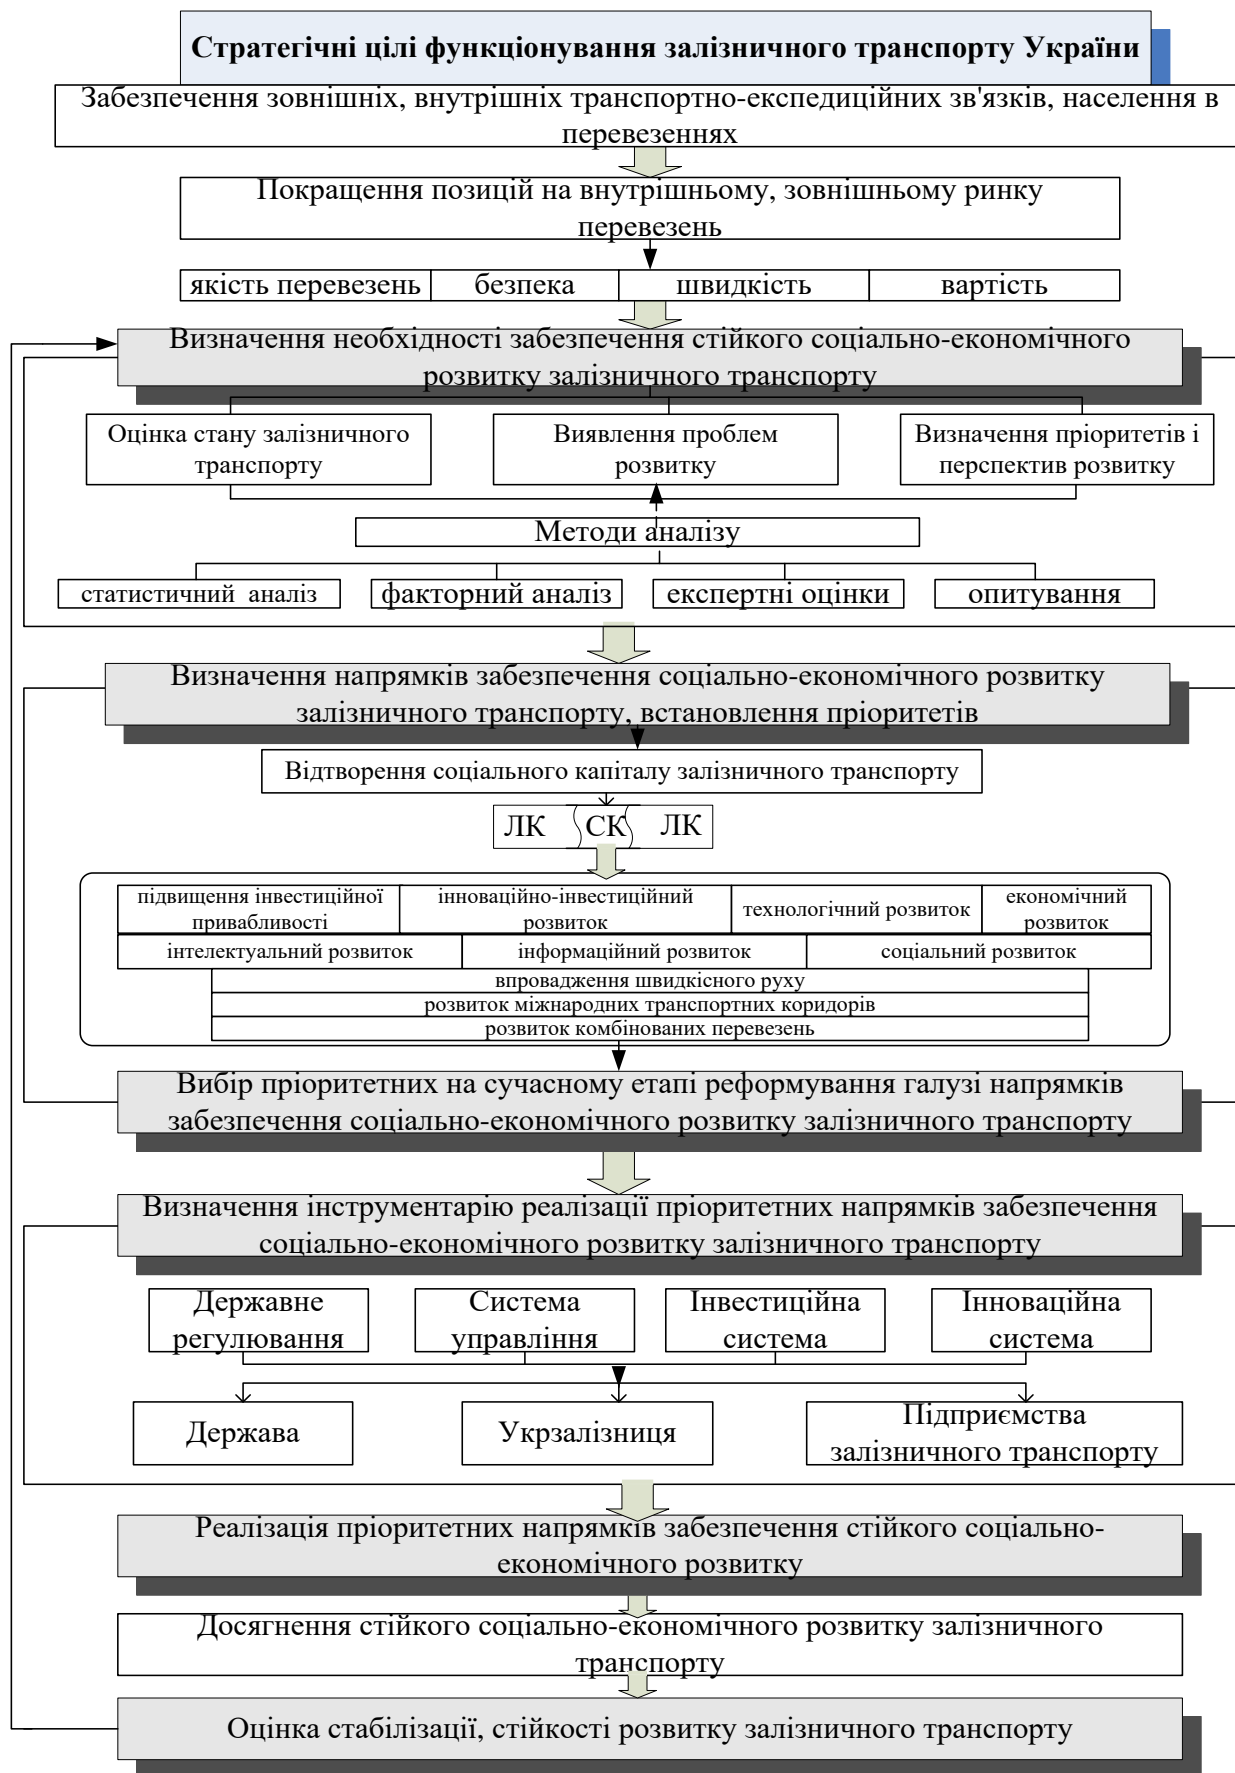 Стратегічні цілі функціонування залізничного транспорту України
Забезпечення зовнішніх, внутрішніх транспортно-експедиційних зв'язків, населення в
перевезеннях
Покращення позицій на внутрішньому, зовнішньому ринку
перевезень
якість перевезень безпека швидкість вартість
Визначення необхідності забезпечення стійкого соціально-економічного
розвитку залізничного транспорту
Оцінка стану залізничного
транспорту
Виявлення проблем
розвитку
Визначення пріоритетів і
перспектив розвитку
Методи аналізу
статистичний аналіз факторний аналіз експертні оцінки опитування
Визначення напрямків забезпечення соціально-економічного розвитку
залізничного транспорту, встановлення пріоритетів
Відтворення соціального капіталу залізничного транспорту
ЛК СК ЛК
підвищення інвестиційної
привабливості
інноваційно-інвестиційний
розвиток
технологічний розвиток
економічний
розвиток
інтелектуальний розвиток інформаційний розвиток соціальний розвиток
впровадження швидкісного руху
розвиток міжнародних транспортних коридорів
розвиток комбінованих перевезень
Вибір пріоритетних на сучасному етапі реформування галузі напрямків
забезпечення соціально-економічного розвитку залізничного транспорту
Визначення інструментарію реалізації пріоритетних напрямків забезпечення
соціально-економічного розвитку залізничного транспорту
Державне
регулювання
Система
управління
Інвестиційна
система
Інноваційна
система
Держава
Укрзалізниця
Підприємства
залізничного транспорту
Реалізація пріоритетних напрямків забезпечення стійкого соціально-
економічного розвитку
Досягнення стійкого соціально-економічного розвитку залізничного
транспорту
Оцінка стабілізації, стійкості розвитку залізничного транспорту